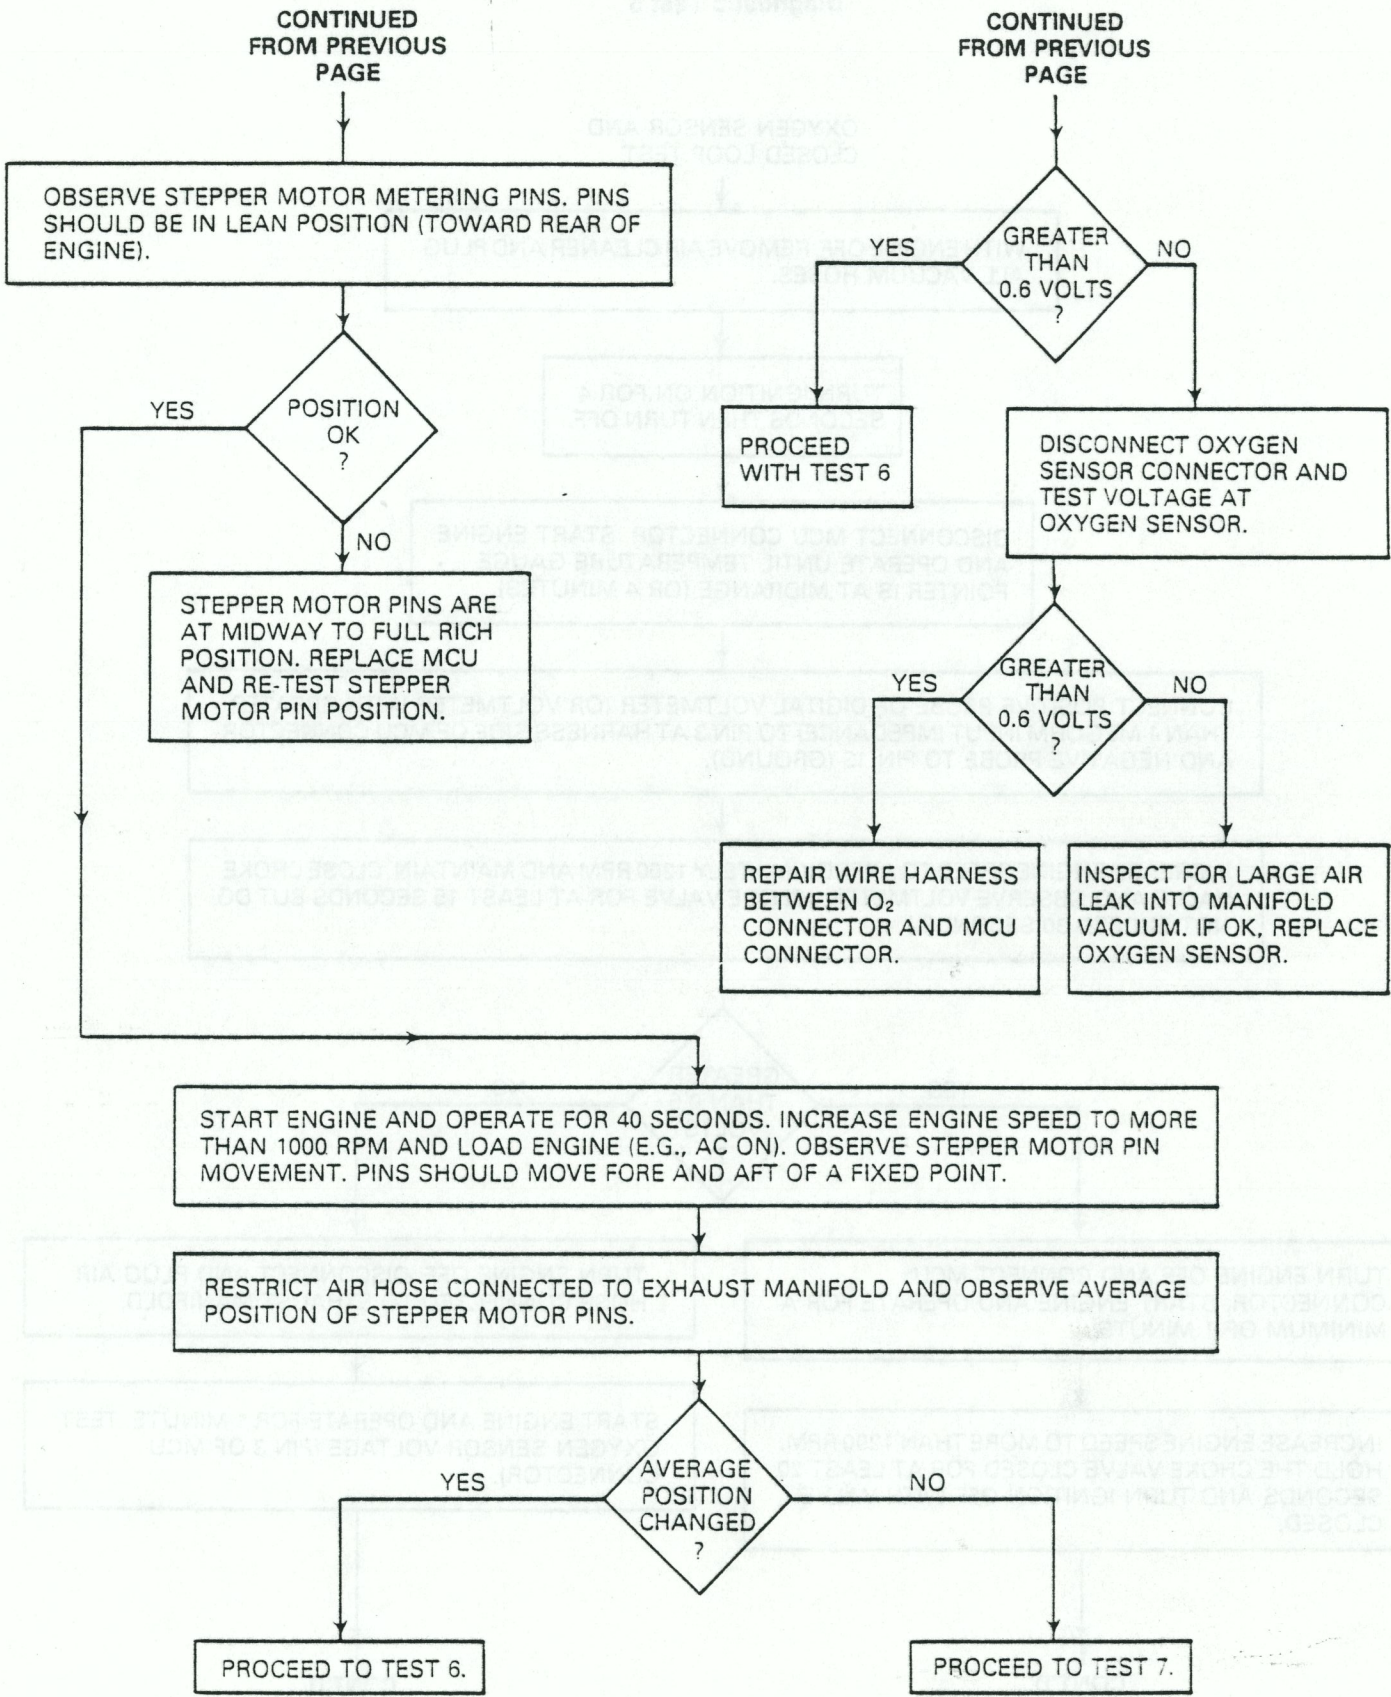 CONTINUED
FROM PREVIOUS
PAGE
OBSERVE STEPPER MOTOR METERING PINS. PINS
SHOULD BE IN LEAN POSITION (TOWARD REAR OF
ENGINE).
POSITION
OK
?
YES
NO
STEPPER MOTOR PINS ARE
AT MIDWAY TO FULL RICH
POSITION. REPLACE MCU
AND RE-TEST STEPPER
MOTOR PIN POSITION.
CONTINUED
FROM PREVIOUS
PAGE
GREATER
THAN
0.6 VOLTS
?
YES
NO
PROCEED
WITH TEST 6
DISCONNECT OXYGEN
SENSOR CONNECTOR AND
TEST VOLTAGE AT
OXYGEN SENSOR.
GREATER
THAN
0.6 VOLTS
?
YES
NO
REPAIR WIRE HARNESS
BETWEEN O₂
CONNECTOR AND MCU
CONNECTOR.
INSPECT FOR LARGE AIR
LEAK INTO MANIFOLD
VACUUM. IF OK, REPLACE
OXYGEN SENSOR.
START ENGINE AND OPERATE FOR 40 SECONDS. INCREASE ENGINE SPEED TO MORE
THAN 1000 RPM AND LOAD ENGINE (E.G., AC ON). OBSERVE STEPPER MOTOR PIN
MOVEMENT. PINS SHOULD MOVE FORE AND AFT OF A FIXED POINT.
RESTRICT AIR HOSE CONNECTED TO EXHAUST MANIFOLD AND OBSERVE AVERAGE
POSITION OF STEPPER MOTOR PINS.
AVERAGE
POSITION
CHANGED
?
YES
NO
PROCEED TO TEST 6.
PROCEED TO TEST 7.